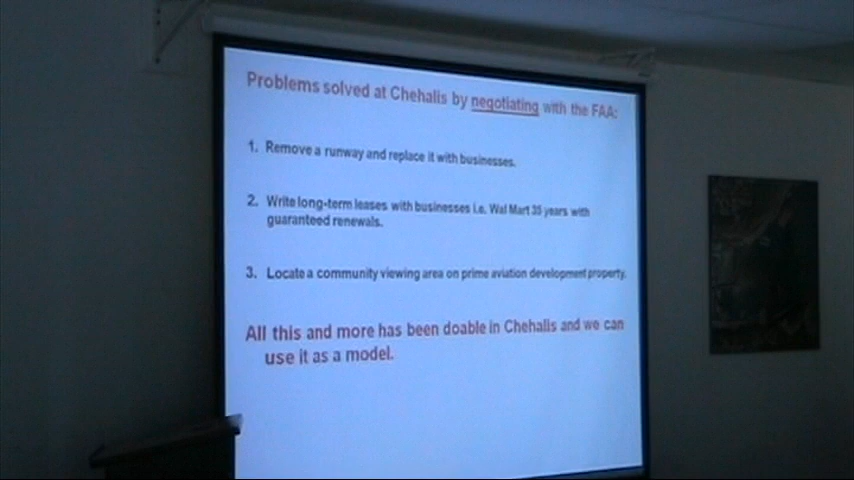 Problems solved at Chehalis by negotiating with the FAA:
1. Remove a runway and replace it with businesses.
2. Write long-term leases with businesses i.e. Wal Mart 35 years with
guaranteed renewals.
3. Locate a community viewing area on prime aviation development property.
All this and more has been doable in Chehalis and we can
use it as a model.